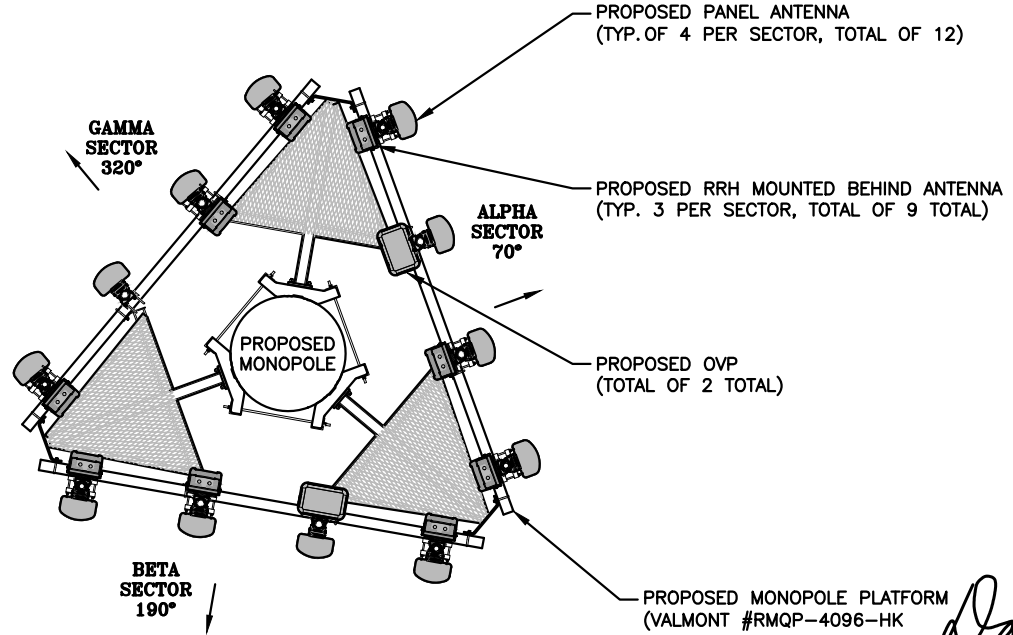 PROPOSED PANEL ANTENNA
(TYP.OF 4 PER SECTOR, TOTAL OF 12)
GAMMA
SECTOR
320°
PROPOSED RRH MOUNTED BEHIND ANTENNA
(TYP. 3 PER SECTOR, TOTAL OF 9 TOTAL)
ALPHA
SECTOR
70°
PROPOSED MONOPOLE
PROPOSED OVP
(TOTAL OF 2 TOTAL)
BETA
SECTOR
190°
PROPOSED MONOPOLE PLATFORM
(VALMONT #RMQP-4096-HK